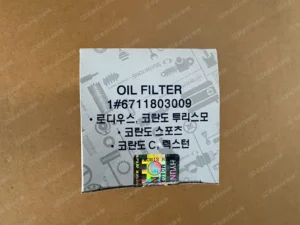 OIL FILTER
1#6711803009
· 로디우스, 코란도 투리스모
· 코란도 스포츠
· 코란도 C, 렉스턴